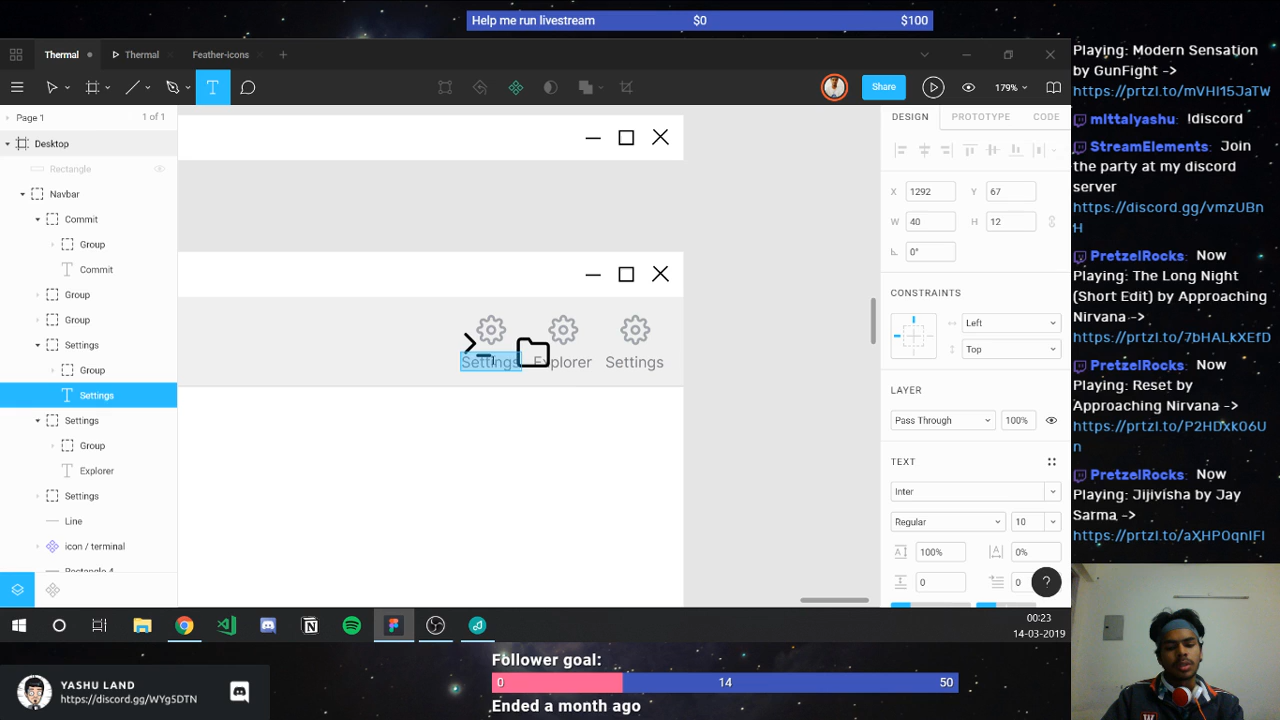 Help me run livestream $0 $100
Thermal Thermal Feather-icons
Share 179%
Page 1 1 of 1
Desktop
Rectangle
Navbar
Commit
Group
Commit
Group
Group
Settings
Group
Settings
Settings
Group
Explorer
Settings
Line
icon / terminal
Settings Explorer Settings
DESIGN PROTOTYPE CODE
X 1292 Y 67
W 40 H 12
0°
CONSTRAINTS
Left
Top
LAYER
Pass Through 100%
TEXT
Inter
Regular 10
100% 0%
0 0
?
00:23
14-03-2019
YASHU LAND
https://discord.gg/WYg5DTN
Follower goal:
0 14 50
Ended a month ago
Playing: Modern Sensation
by GunFight ->
https://prtzl.to/mVHl15JaTW
mittalyashu !discord
StreamElements: Join
the party at my discord
server
https://discord.gg/vmzUBn
H
PretzelRocks: Now
Playing: The Long Night
(Short Edit) by Approaching
Nirvana ->
https://prtzl.to/7bHALkXEfD
PretzelRocks: Now
Playing: Reset by
Approaching Nirvana ->
https://prtzl.to/P2HDxk06U
n
PretzelRocks: Now
Playing: Jijivisha by Jay
Sarma, ->
https://prtzl.to/aXHP0qnIFl